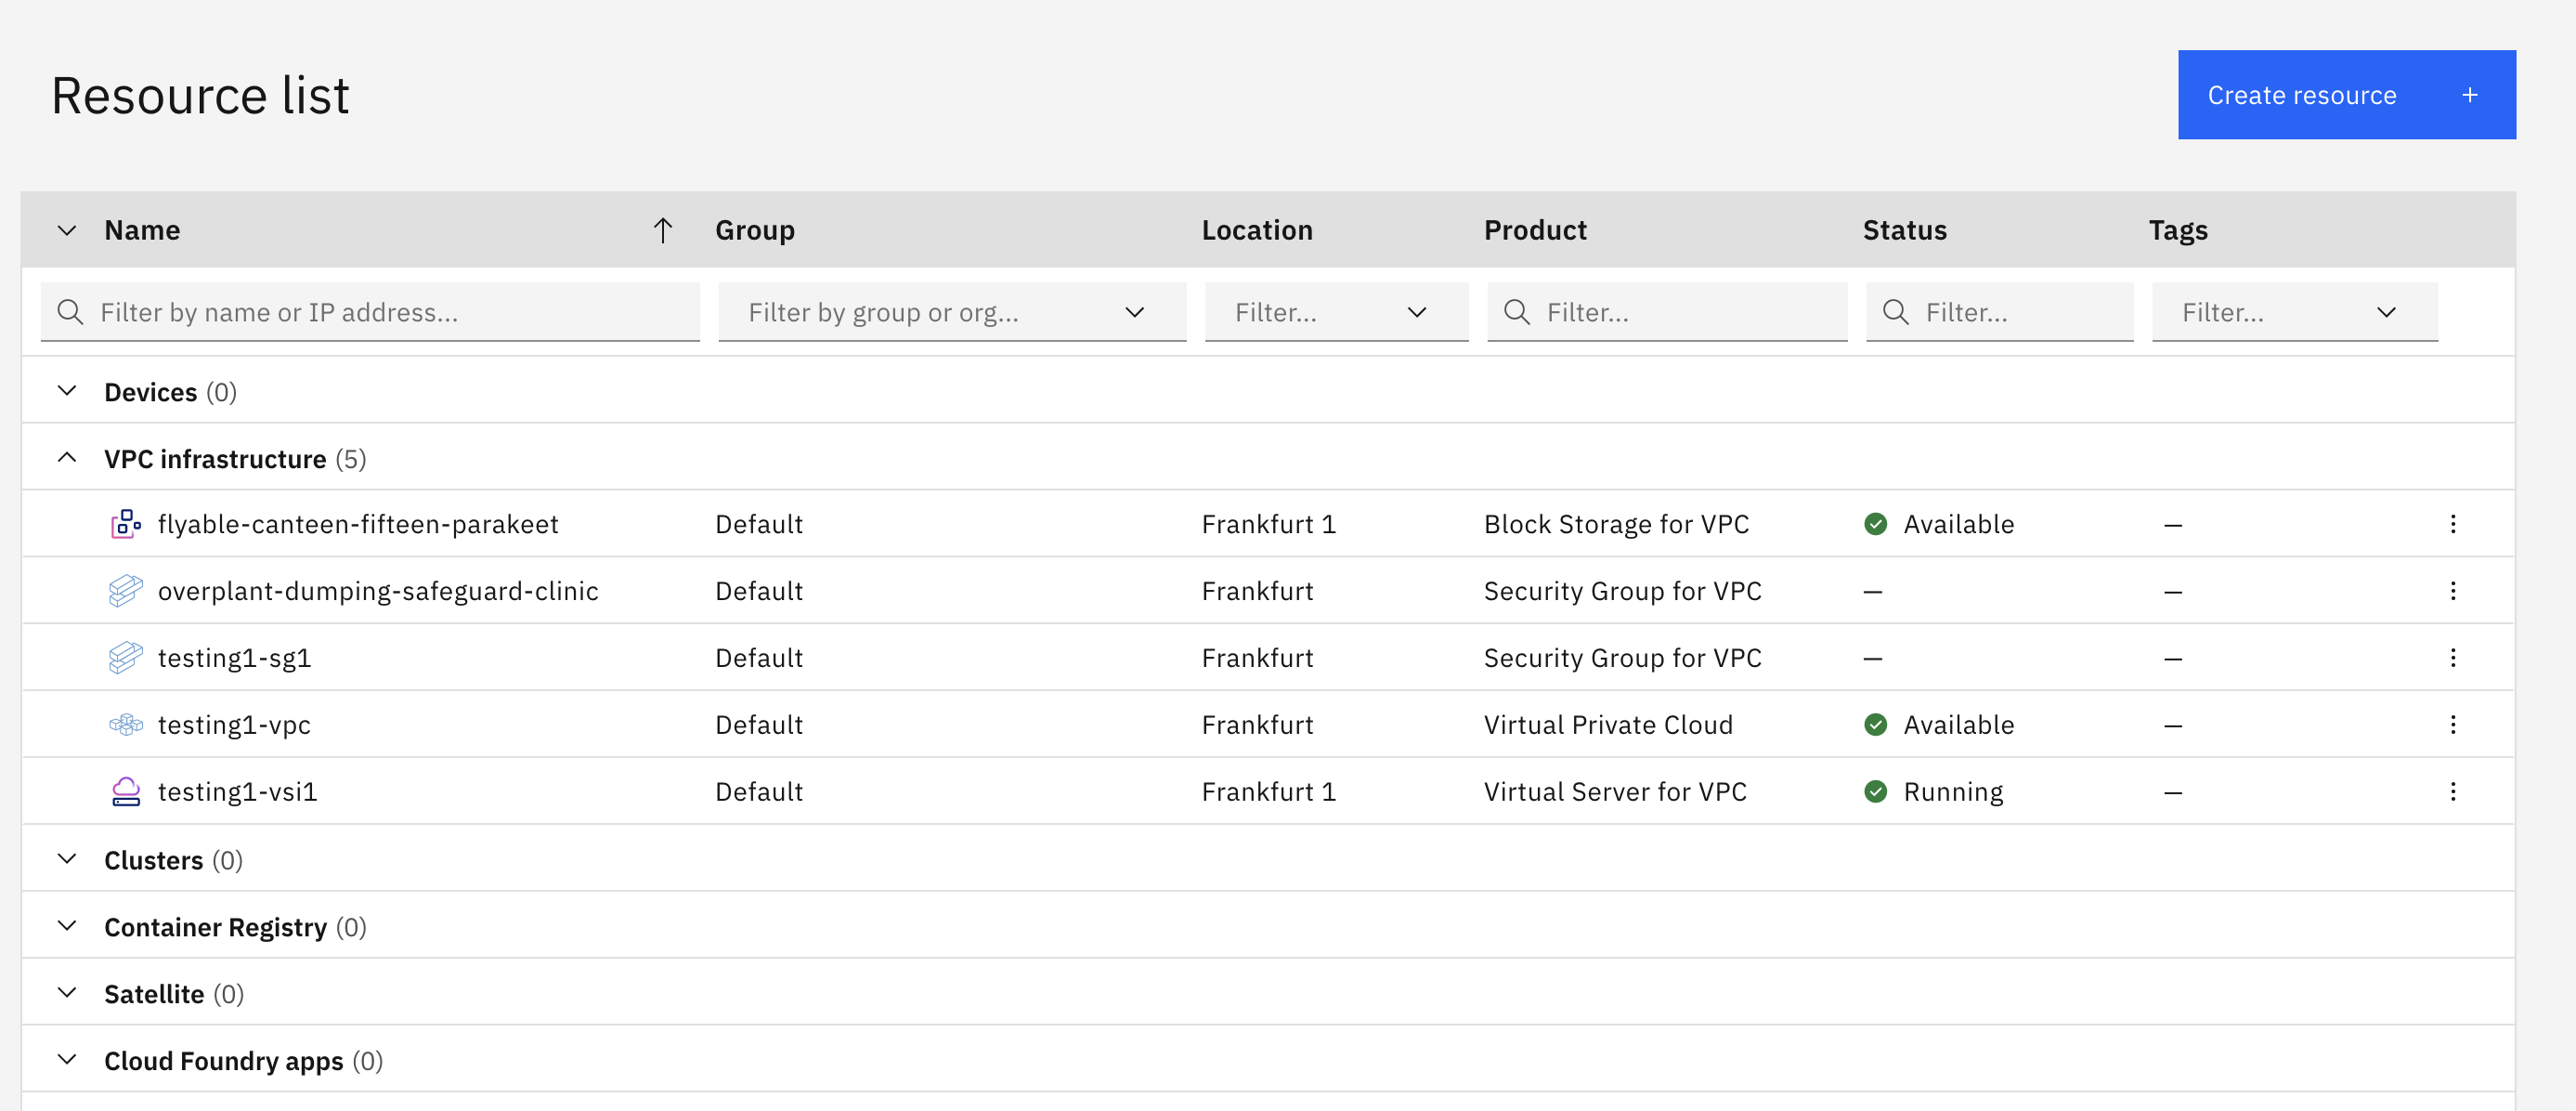 Resource list
Create resource +
Name Group Location Product Status Tags
Filter by name or IP address... Filter by group or org... Filter... Filter... Filter... Filter...
Devices (0)
VPC infrastructure (5)
flyable-canteen-fifteen-parakeet Default Frankfurt 1 Block Storage for VPC Available –
overplant-dumping-safeguard-clinic Default Frankfurt Security Group for VPC – –
testing1-sg1 Default Frankfurt Security Group for VPC – –
testing1-vpc Default Frankfurt Virtual Private Cloud Available –
testing1-vsi1 Default Frankfurt 1 Virtual Server for VPC Running –
Clusters (0)
Container Registry (0)
Satellite (0)
Cloud Foundry apps (0)